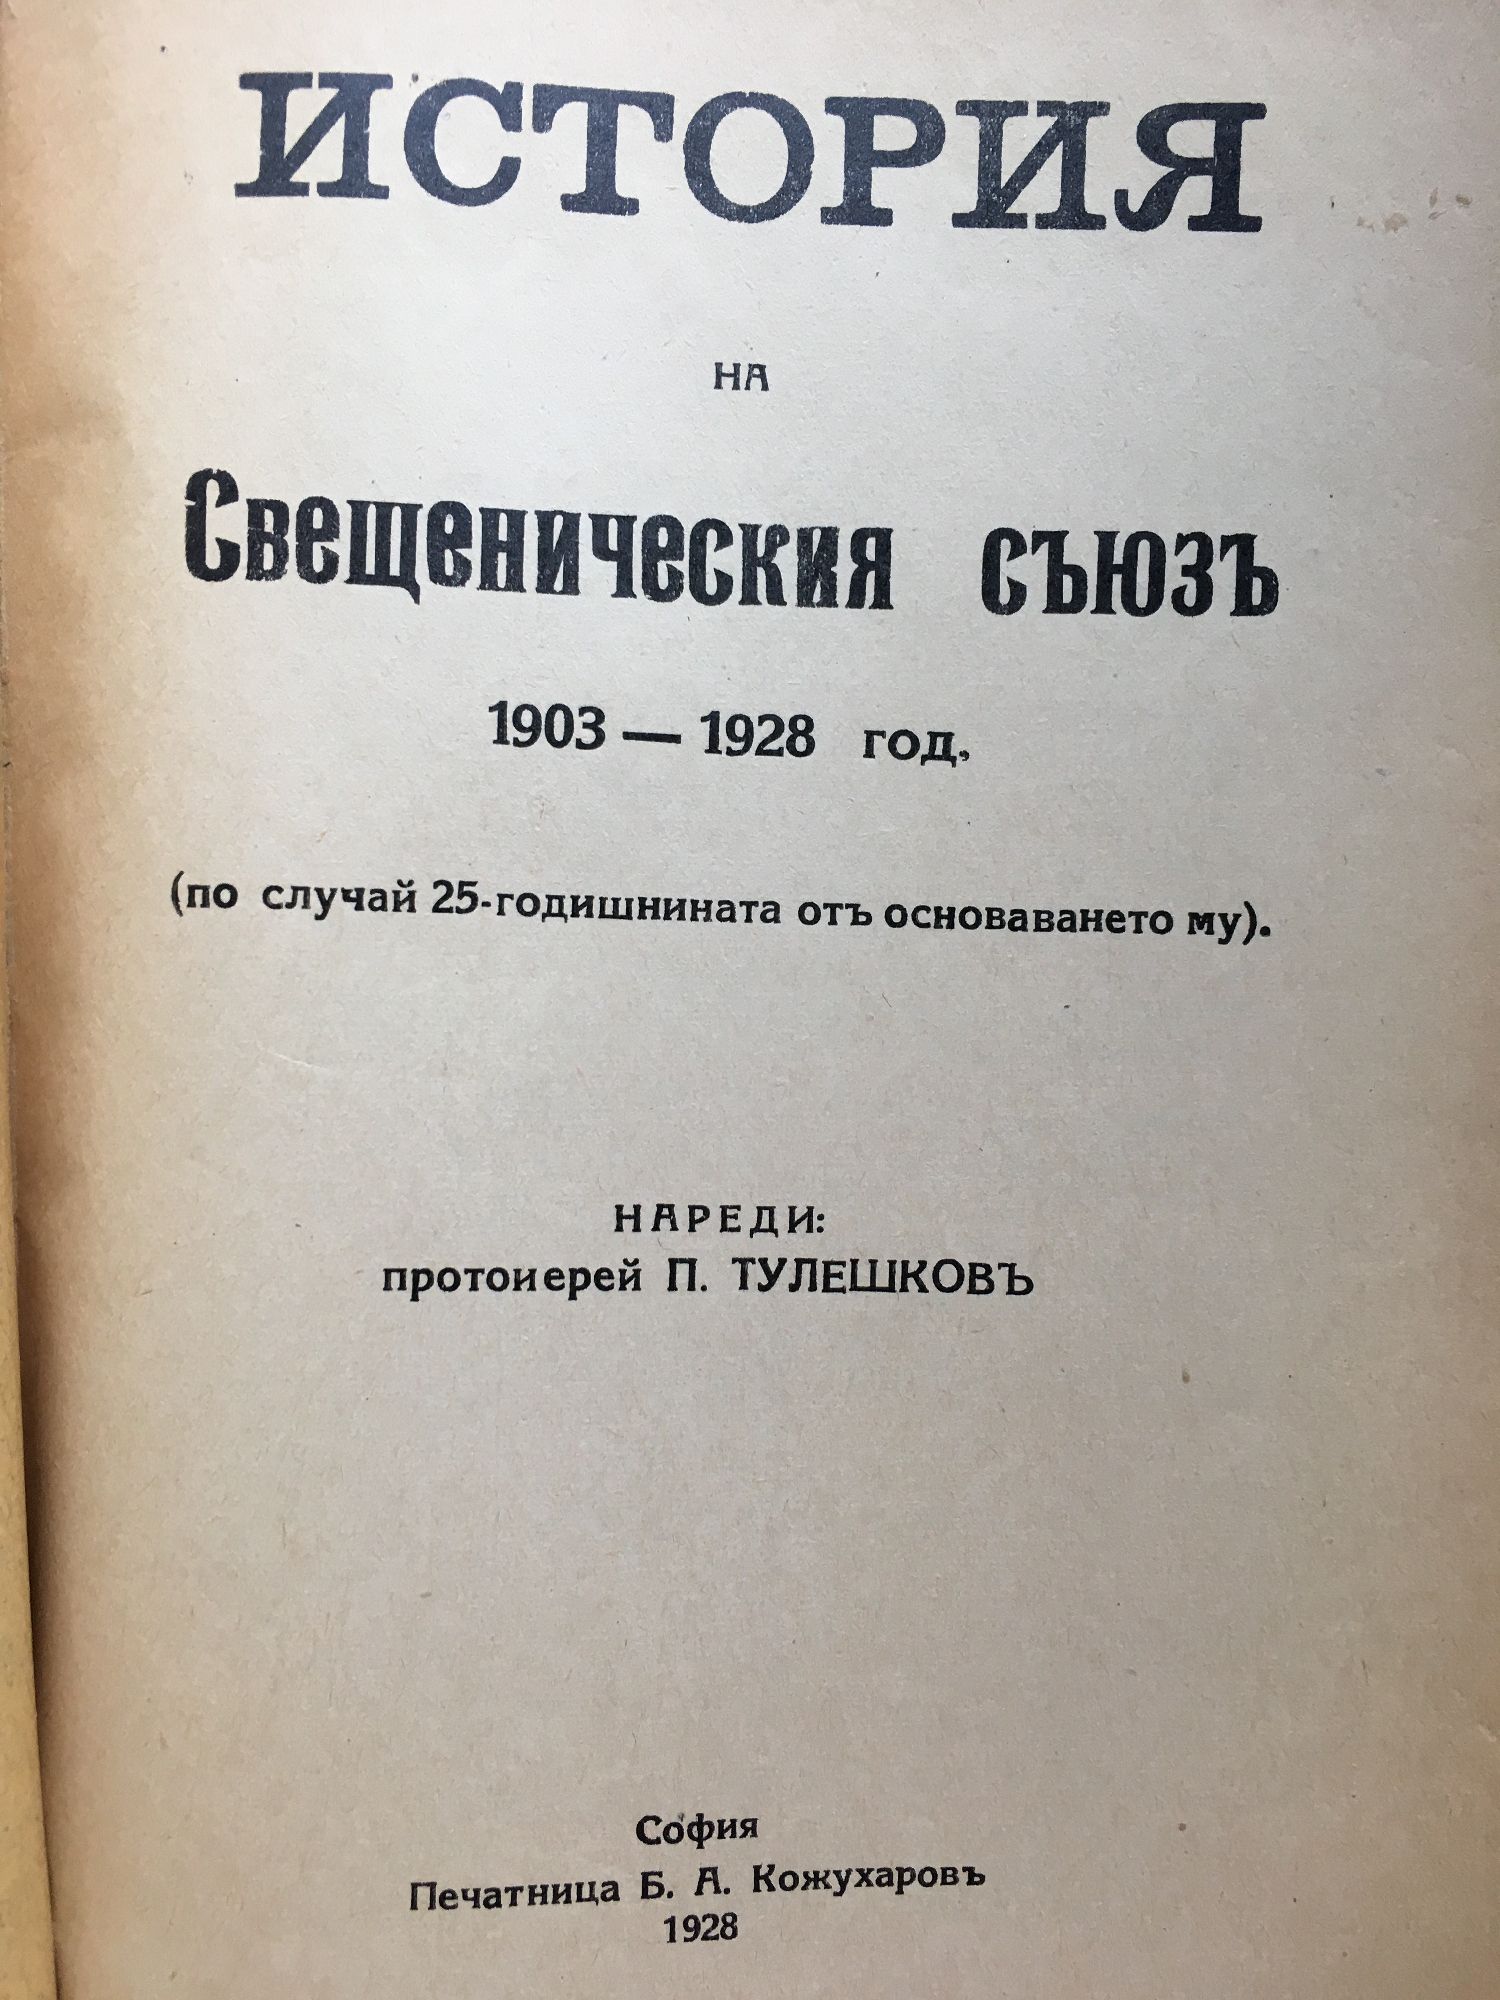 ИСТОРИЯ
НА
Свещеническия съюзъ
1903 — 1928 год.
(по случай 25-годишнината отъ основаването му).
НАРЕДИ:
протоиерей П. ТУЛЕШКОВЪ
София
Печатница Б. А. Кожухаровъ
1928